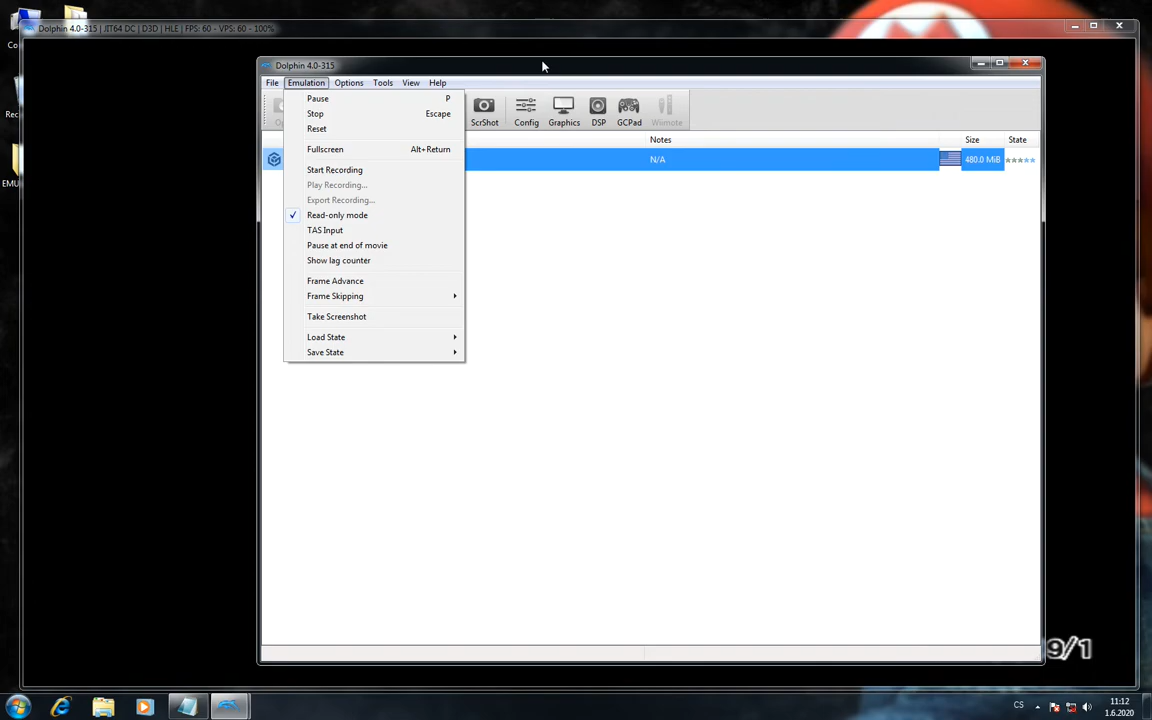 Dolphin 4.0-315 | JIT64 DC | D3D | HLE | FPS: 60 - VPS: 60 - 100%
Dolphin 4.0-315
File Emulation Options Tools View Help
Pause P
Stop Escape
Reset
Fullscreen Alt+Return
Start Recording
Play Recording...
Export Recording...
Read-only mode
TAS Input
Pause at end of movie
Show lag counter
Frame Advance
Frame Skipping
Take Screenshot
Load State
Save State
ScrShot Config Graphics DSP GCPad Wiimote
Notes Size State
N/A 480.0 MiB
9/1
CS
11:12
1.6.2020